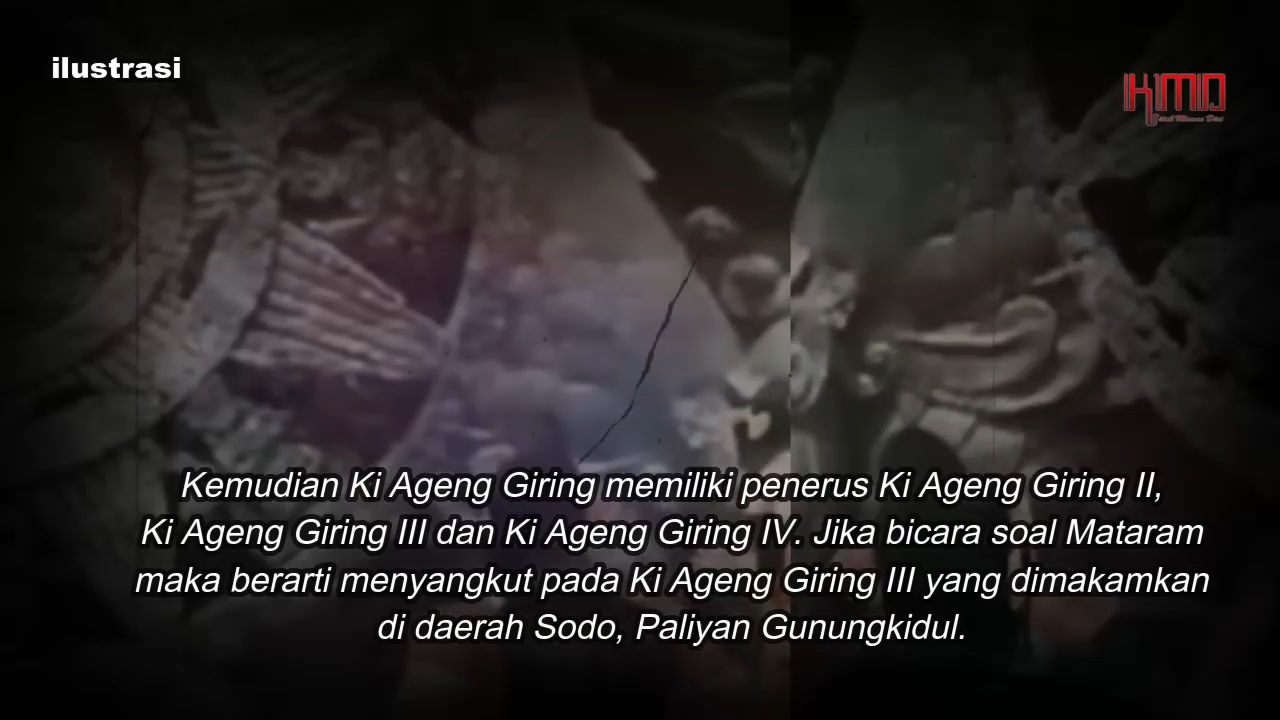 ilustrasi
KMD
Kemudian Ki Ageng Giring memiliki penerus Ki Ageng Giring II,
Ki Ageng Giring III dan Ki Ageng Giring IV. Jika bicara soal Mataram
maka berarti menyangkut pada Ki Ageng Giring III yang dimakamkan
di daerah Sodo, Paliyan Gunungkidul.